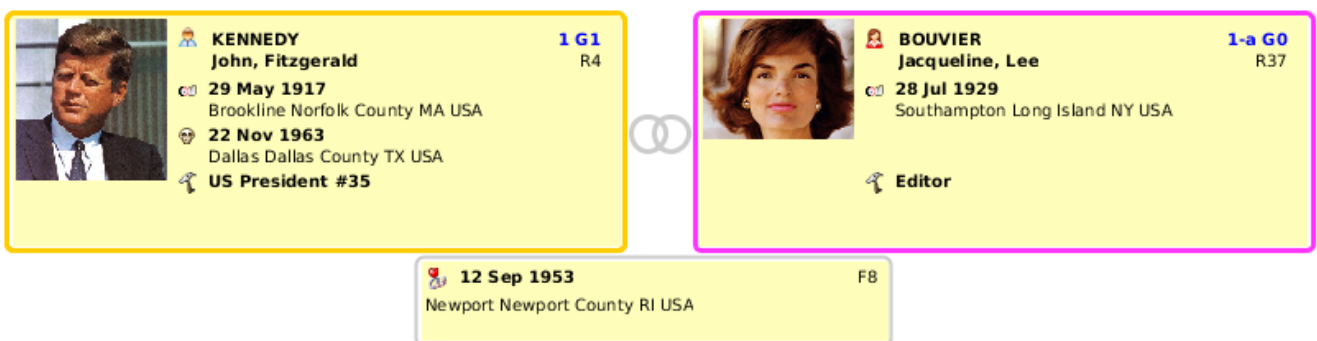 KENNEDY 1 G1
John, Fitzgerald R4
29 May 1917
Brookline Norfolk County MA USA
22 Nov 1963
Dallas Dallas County TX USA
US President #35
BOUVIER 1-a G0
Jacqueline, Lee R37
28 Jul 1929
Southampton Long Island NY USA
Editor
12 Sep 1953 F8
Newport Newport County RI USA